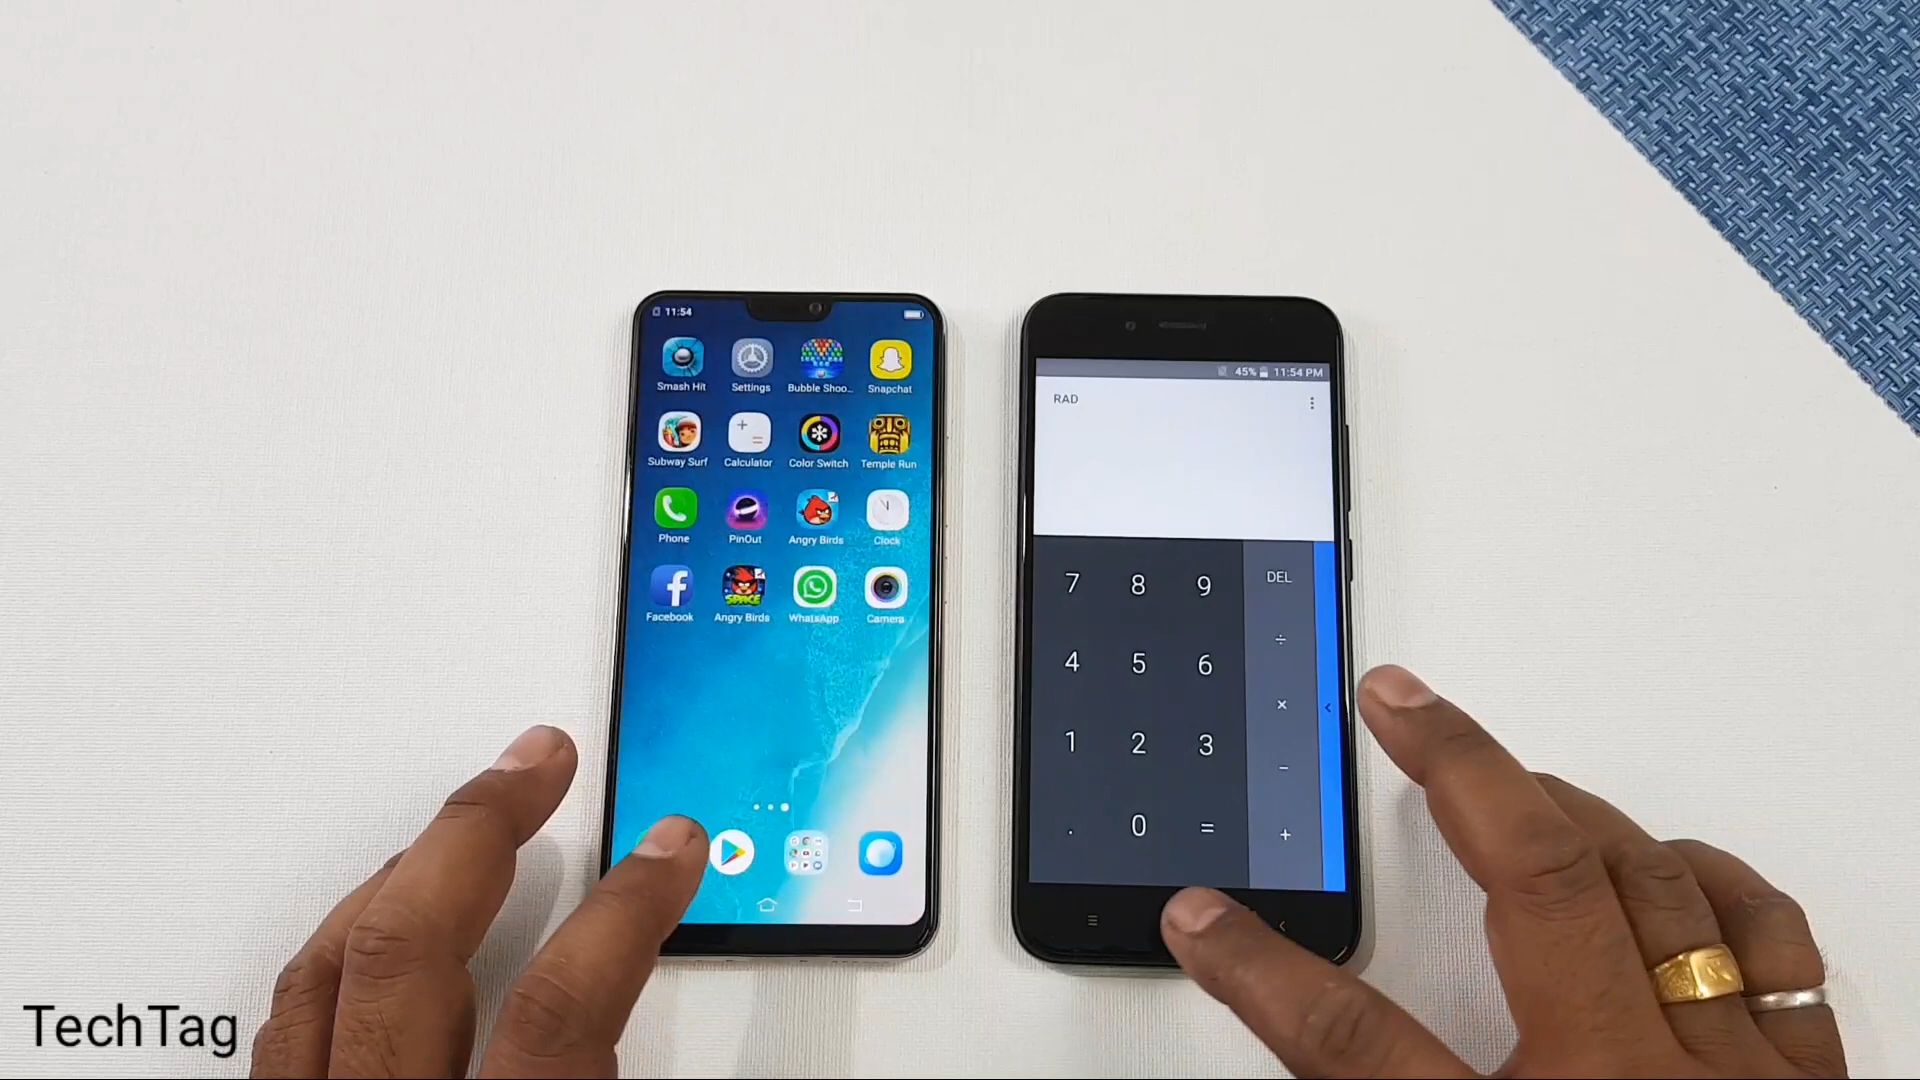 11:54
Smash Hit
Settings
Bubble Shoo...
Snapchat
Subway Surf
Calculator
Color Switch
Temple Run
Phone
PinOut
Angry Birds
Clock
Facebook
SPACE
Angry Birds
WhatsApp
Camera
45% 11:54 PM
RAD
7 8 9 DEL
÷
4 5 6
×
1 2 3
−
. 0 =
+
TechTag